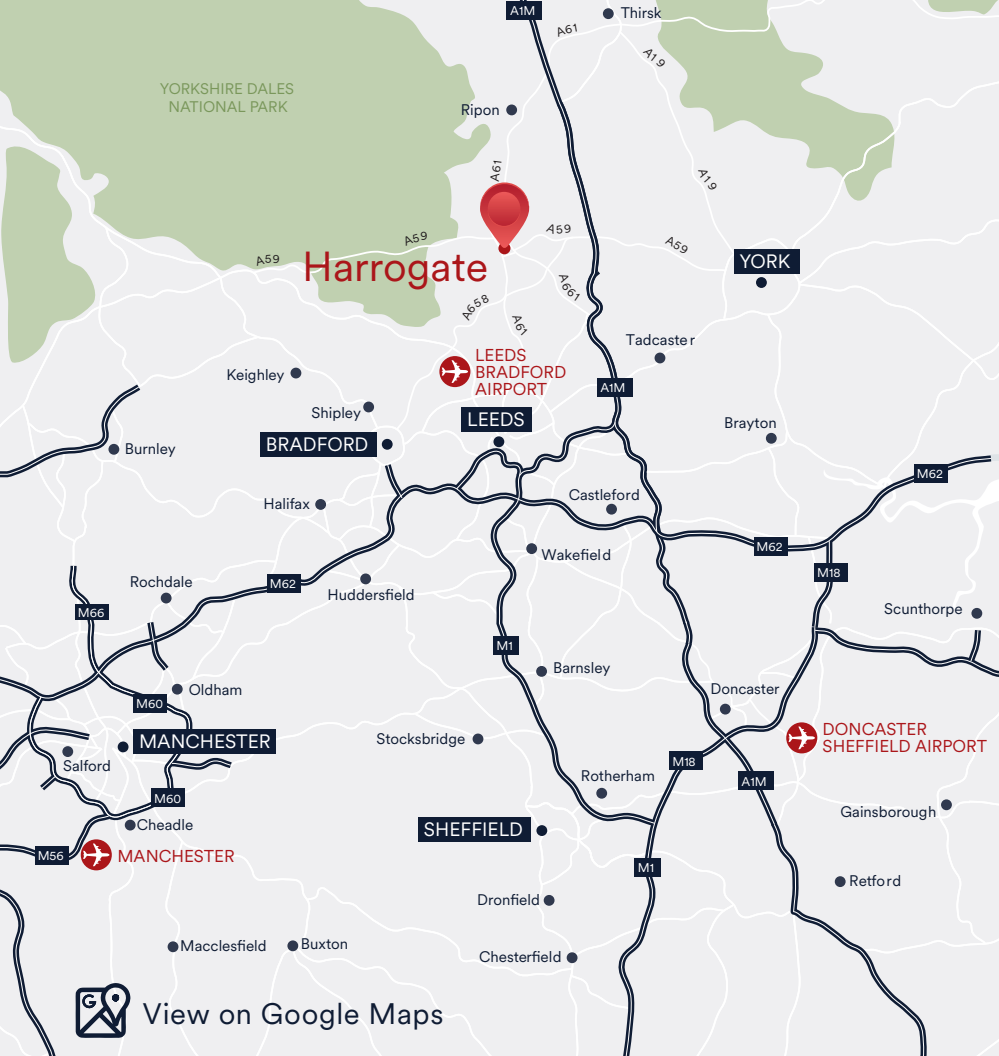 A1M
Thirsk
A61
A19
YORKSHIRE DALES
NATIONAL PARK
Ripon
A61
A19
A59
A59
A59
A59
YORK
Harrogate
A658
A661
A61
Tadcaster
LEEDS
BRADFORD
AIRPORT
Keighley
A1M
Shipley
LEEDS
Brayton
BRADFORD
Burnley
M62
Castleford
Halifax
M62
Wakefield
M18
Rochdale
M62
Huddersfield
M66
Scunthorpe
M1
Barnsley
Oldham
Doncaster
M60
DONCASTER
SHEFFIELD AIRPORT
MANCHESTER
Stocksbridge
Salford
M18
Rotherham
A1M
M60
Gainsborough
Cheadle
SHEFFIELD
M56
MANCHESTER
M1
Retford
Dronfield
Macclesfield
Buxton
Chesterfield
G
View on Google Maps